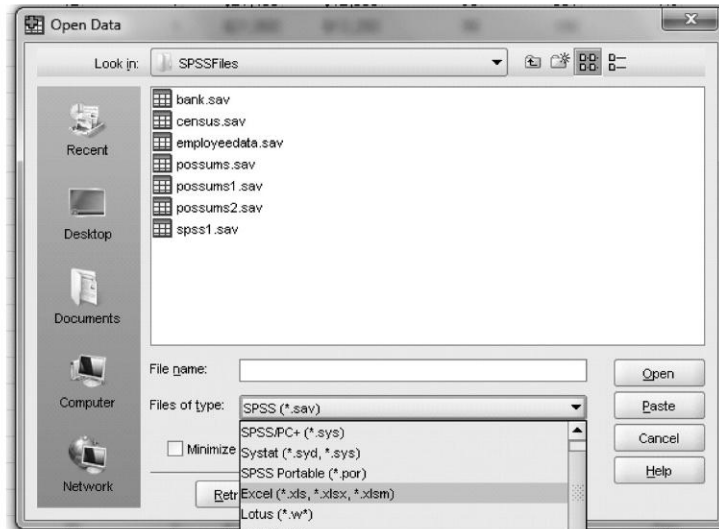 Open Data
Look in: SPSSFiles
bank.sav
census.sav
employeedata.sav
possums.sav
possums1.sav
possums2.sav
spss1.sav
Recent
Desktop
Documents
Computer
Network
File name:
Open
Files of type: SPSS (*.sav)
Paste
SPSS/PC+ (*.sys)
Minimize
Systat (*.syd, *.sys)
Cancel
SPSS Portable (*.por)
Help
Retr
Excel (*.xls, *.xlsx, *.xlsm)
Lotus (*.w*)